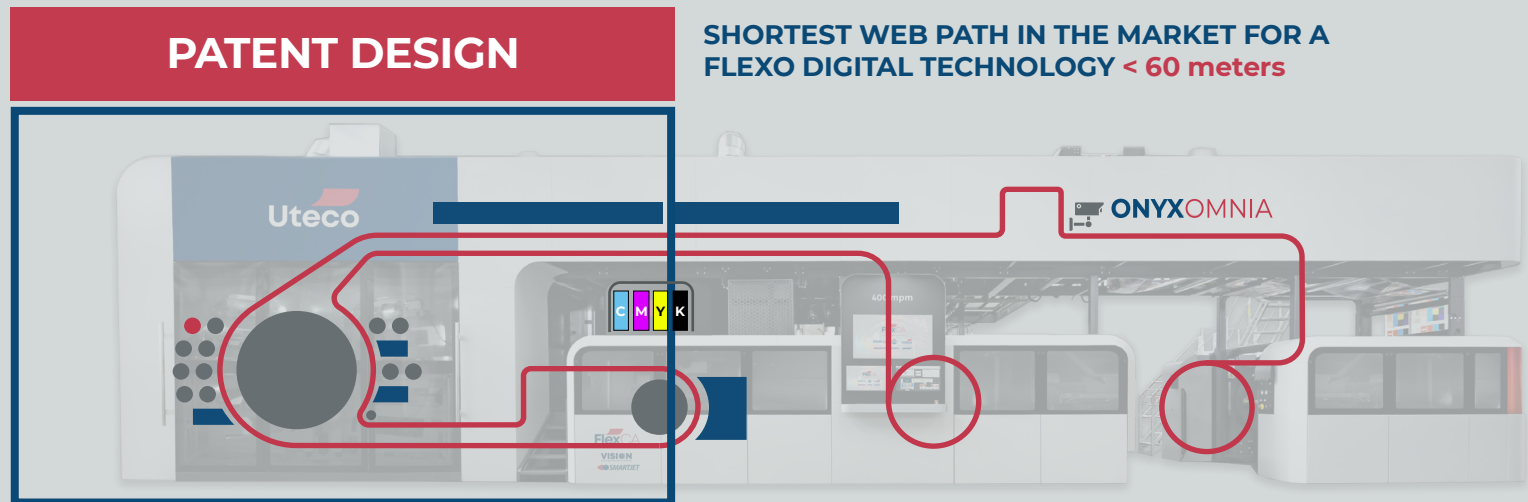 PATENT DESIGN
SHORTEST WEB PATH IN THE MARKET FOR A
FLEXO DIGITAL TECHNOLOGY < 60 meters
Uteco
ONYXOMNIA
400 mpm
C M Y K
FlexCA
VISION
SMARTJET